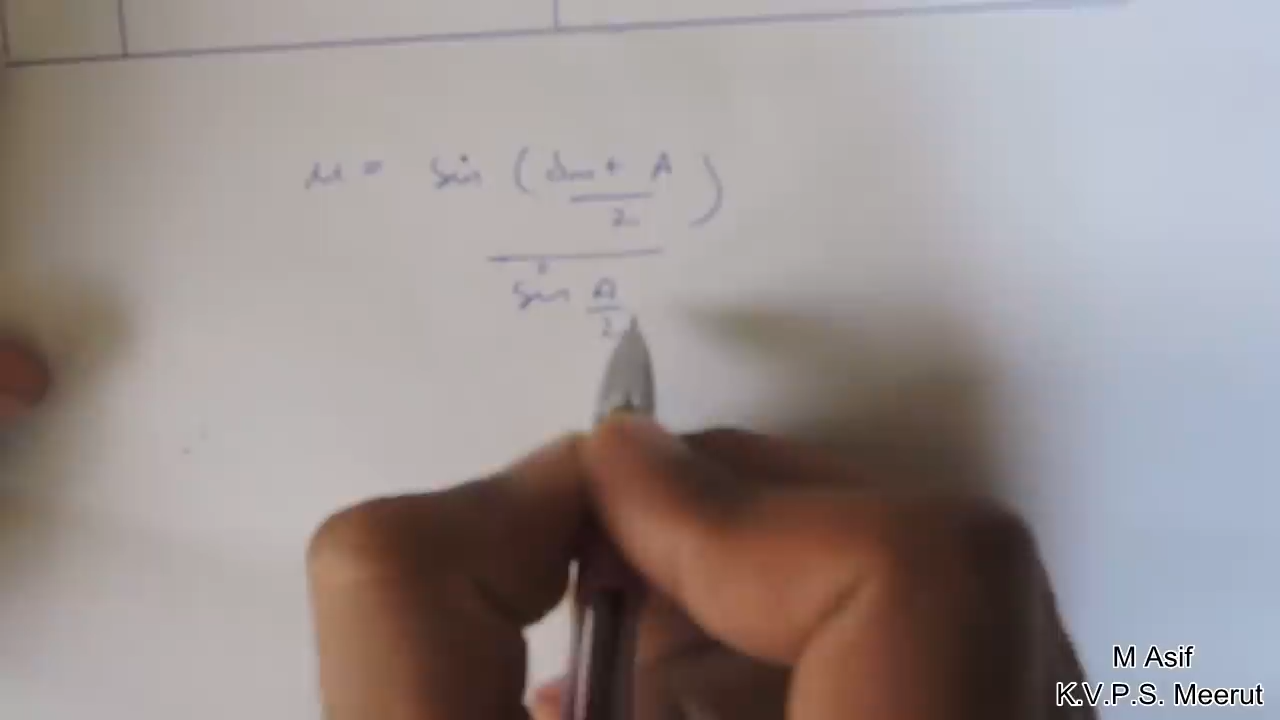 μ = sin (δm + A
2 )
sin A
2
M Asif
K.V.P.S. Meerut